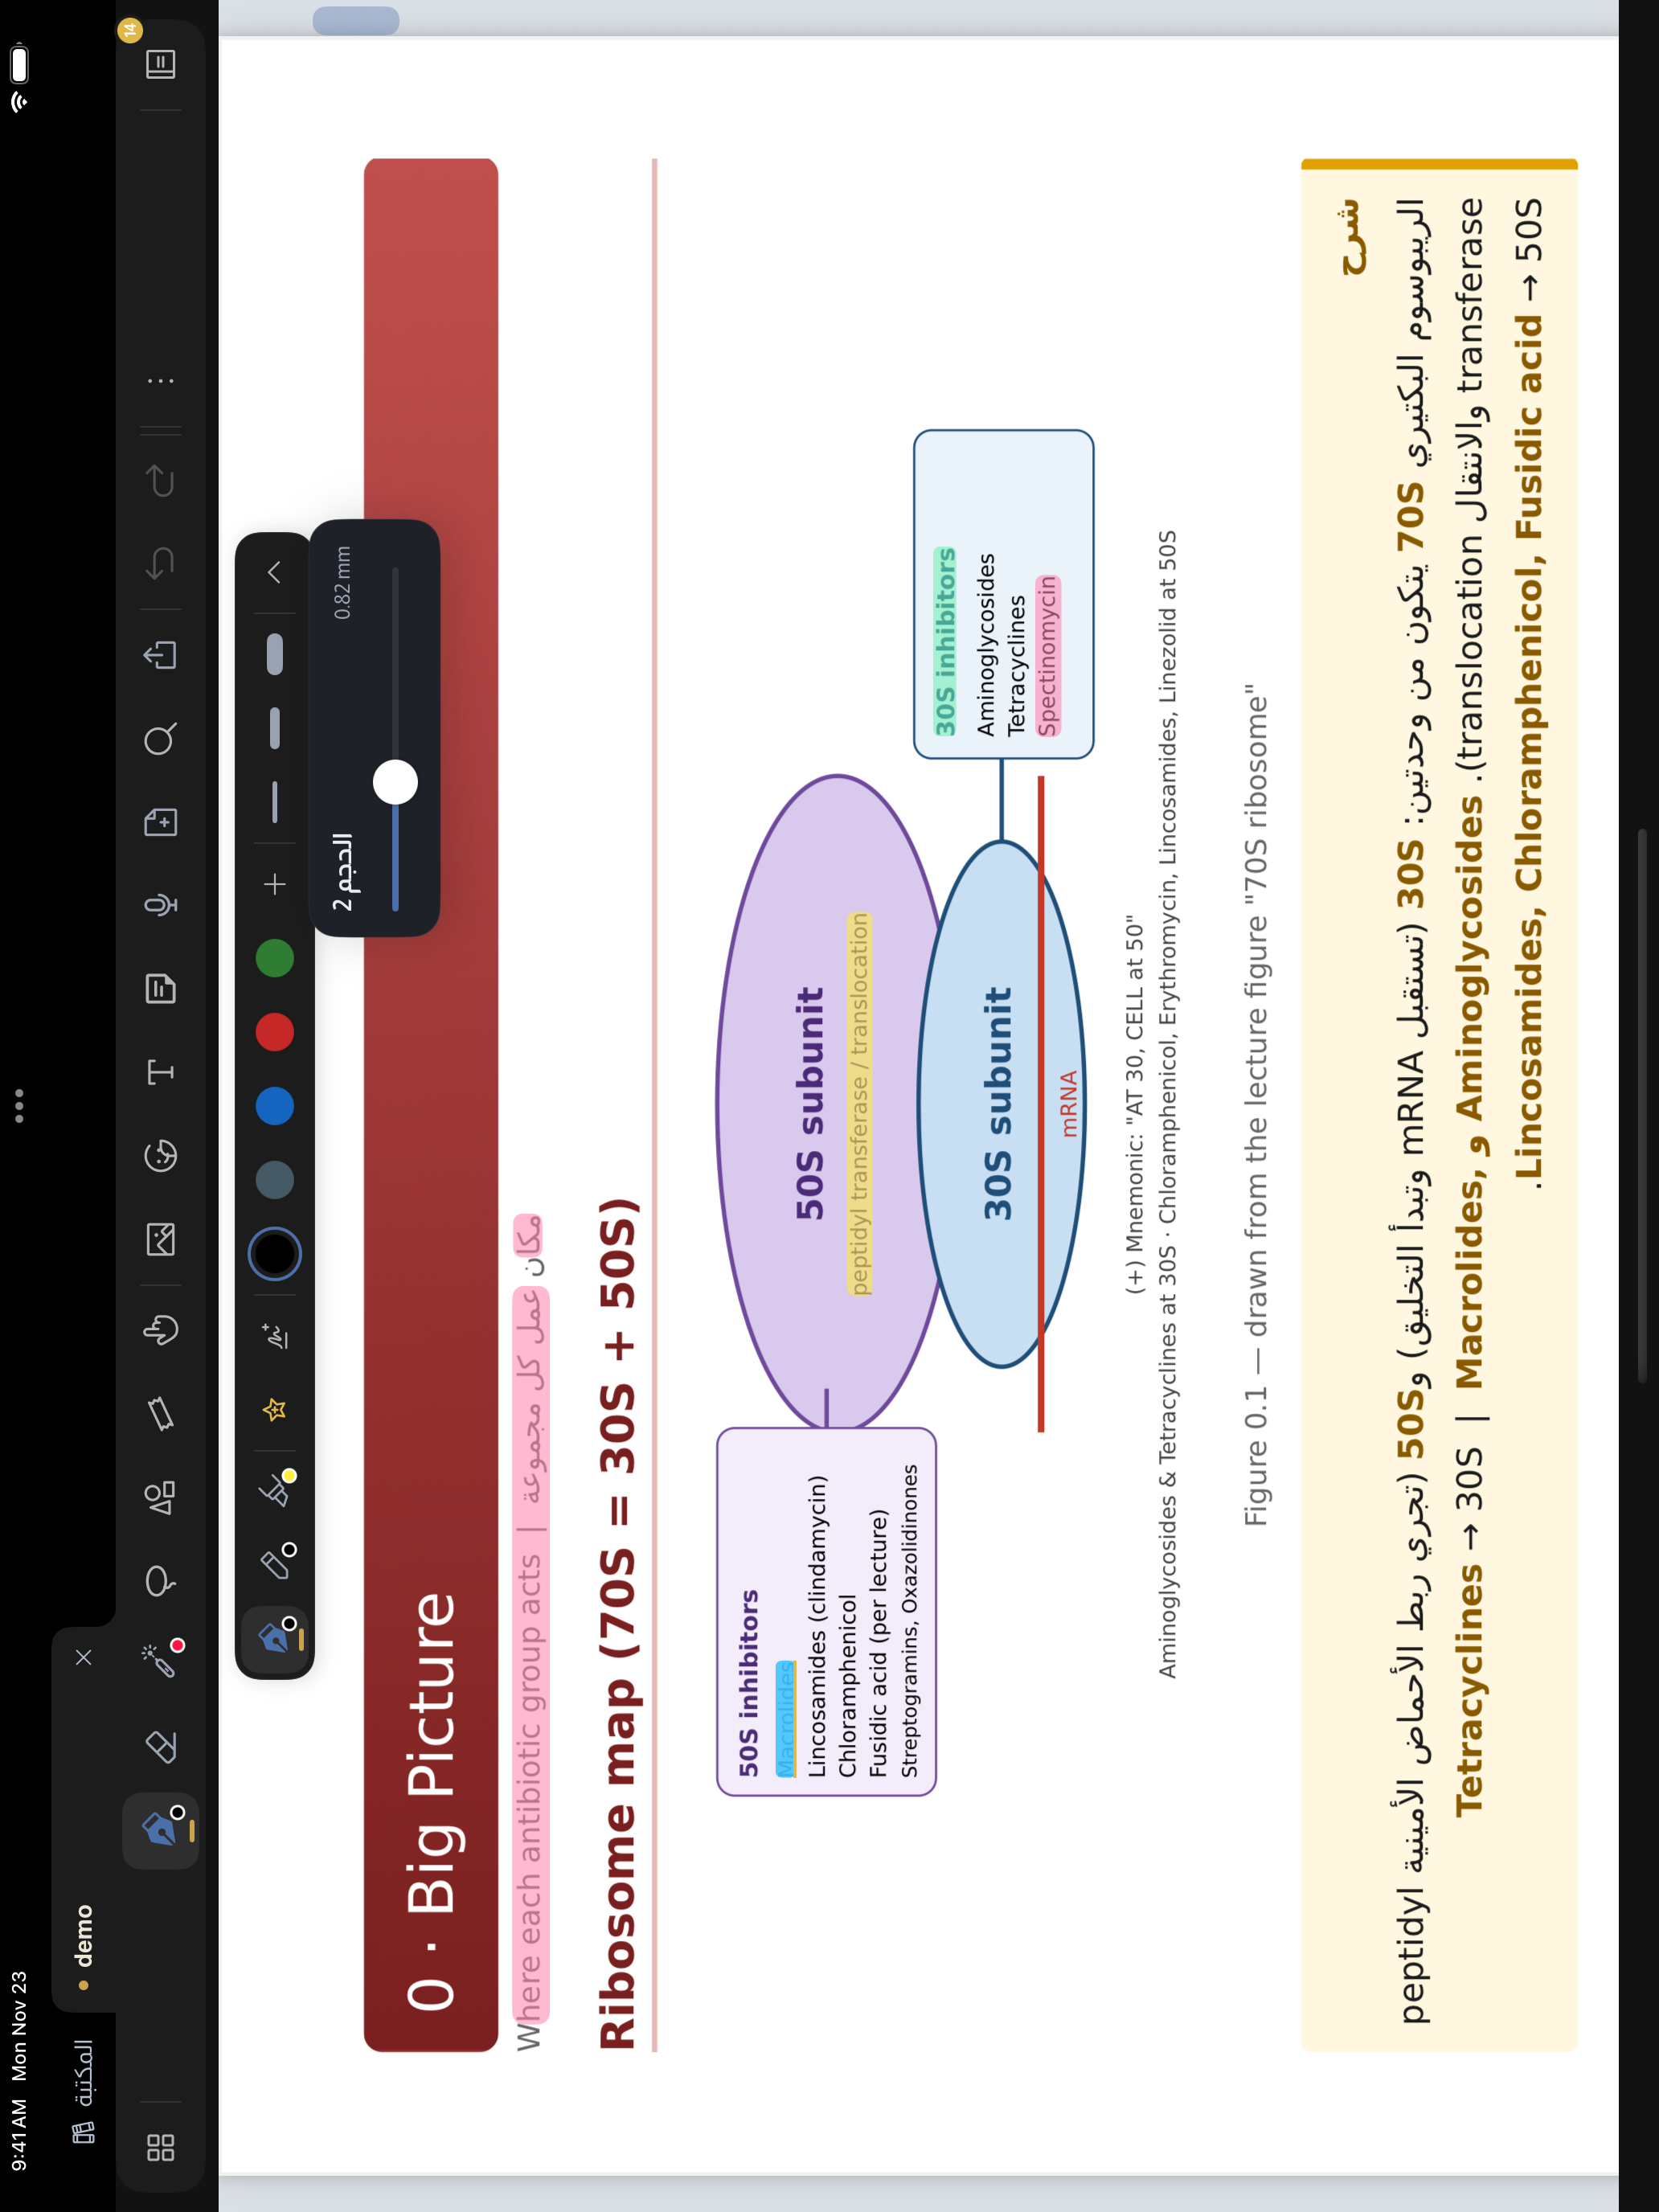 9:41 AM Mon Nov 23
المكتبة
demo
14
الحجم 2
0.82 mm
0 · Big Picture
Where each antibiotic group acts | مكان عمل كل مجموعة
Ribosome map (70S = 30S + 50S)
50S inhibitors
Macrolides
Lincosamides (clindamycin)
Chloramphenicol
Fusidic acid (per lecture)
Streptogramins, Oxazolidinones
50S subunit
peptidyl transferase / translocation
30S subunit
mRNA
30S inhibitors
Aminoglycosides
Tetracyclines
Spectinomycin
(+) Mnemonic: "AT 30, CELL at 50"
Aminoglycosides & Tetracyclines at 30S · Chloramphenicol, Erythromycin, Lincosamides, Linezolid at 50S
Figure 0.1 — drawn from the lecture figure "70S ribosome"
شرح
الريبوسوم البكتيري 70S يتكون من وحدتين: 30S (تستقبل mRNA وتبدأ التخليق) و50S (تجري ربط الأحماض الأمينية peptidyl
transferase والانتقال translocation). Aminoglycosides و Tetracyclines → 30S | Macrolides,
Lincosamides, Chloramphenicol, Fusidic acid → 50S.